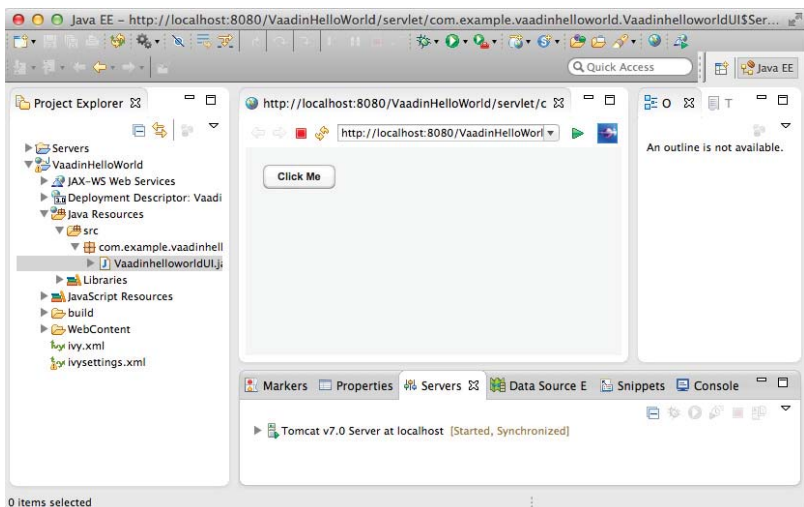 Java EE - http://localhost:8080/VaadinHelloWorld/servlet/com.example.vaadinhelloworld.VaadinhelloworldUI$Ser...
Quick Access
Java EE
Project Explorer
Servers
VaadinHelloWorld
JAX-WS Web Services
Deployment Descriptor: Vaadi
Java Resources
src
com.example.vaadinhell
VaadinhelloworldUI.ja
Libraries
JavaScript Resources
build
WebContent
ivy.xml
ivysettings.xml
http://localhost:8080/VaadinHelloWorld/servlet/c
http://localhost:8080/VaadinHelloWorl
Click Me
O
T
An outline is not available.
Markers
Properties
Servers
Data Source E
Snippets
Console
Tomcat v7.0 Server at localhost [Started, Synchronized]
0 items selected